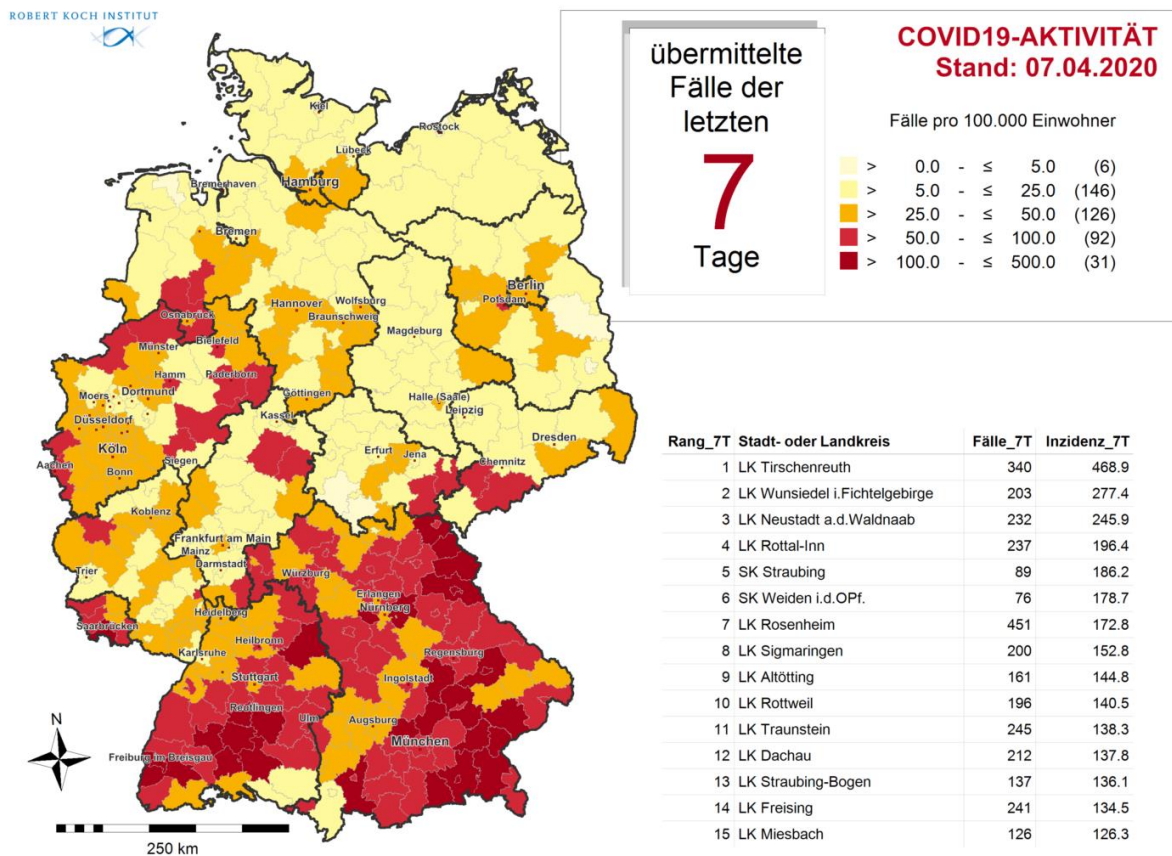 ROBERT KOCH INSTITUT
übermittelte
Fälle der
letzten
7
Tage
COVID19-AKTIVITÄT
Stand: 07.04.2020
Fälle pro 100.000 Einwohner
> 0.0 - ≤ 5.0 (6)
> 5.0 - ≤ 25.0 (146)
> 25.0 - ≤ 50.0 (126)
> 50.0 - ≤ 100.0 (92)
> 100.0 - ≤ 500.0 (31)
Kiel
Rostock
Lübeck
Bremerhaven
Hamburg
Bremen
Berlin
Potsdam
Hannover
Wolfsburg
Braunschweig
Osnabrück
Magdeburg
Bielefeld
Münster
Hamm
Paderborn
Moers
Dortmund
Göttingen
Halle (Saale)
Leipzig
Düsseldorf
Kassel
Köln
Erfurt
Jena
Dresden
Siegen
Chemnitz
Aachen
Bonn
Koblenz
Frankfurt am Main
Mainz
Darmstadt
Trier
Würzburg
Erlangen
Nürnberg
Heidelberg
Saarbrücken
Heilbronn
Karlsruhe
Regensburg
Stuttgart
Ingolstadt
Reutlingen
Ulm
Augsburg
München
Freiburg im Breisgau
N
250 km
Rang_7T Stadt- oder Landkreis Fälle_7T Inzidenz_7T
1 LK Tirschenreuth 340 468.9
2 LK Wunsiedel i.Fichtelgebirge 203 277.4
3 LK Neustadt a.d.Waldnaab 232 245.9
4 LK Rottal-Inn 237 196.4
5 SK Straubing 89 186.2
6 SK Weiden i.d.OPf. 76 178.7
7 LK Rosenheim 451 172.8
8 LK Sigmaringen 200 152.8
9 LK Altötting 161 144.8
10 LK Rottweil 196 140.5
11 LK Traunstein 245 138.3
12 LK Dachau 212 137.8
13 LK Straubing-Bogen 137 136.1
14 LK Freising 241 134.5
15 LK Miesbach 126 126.3